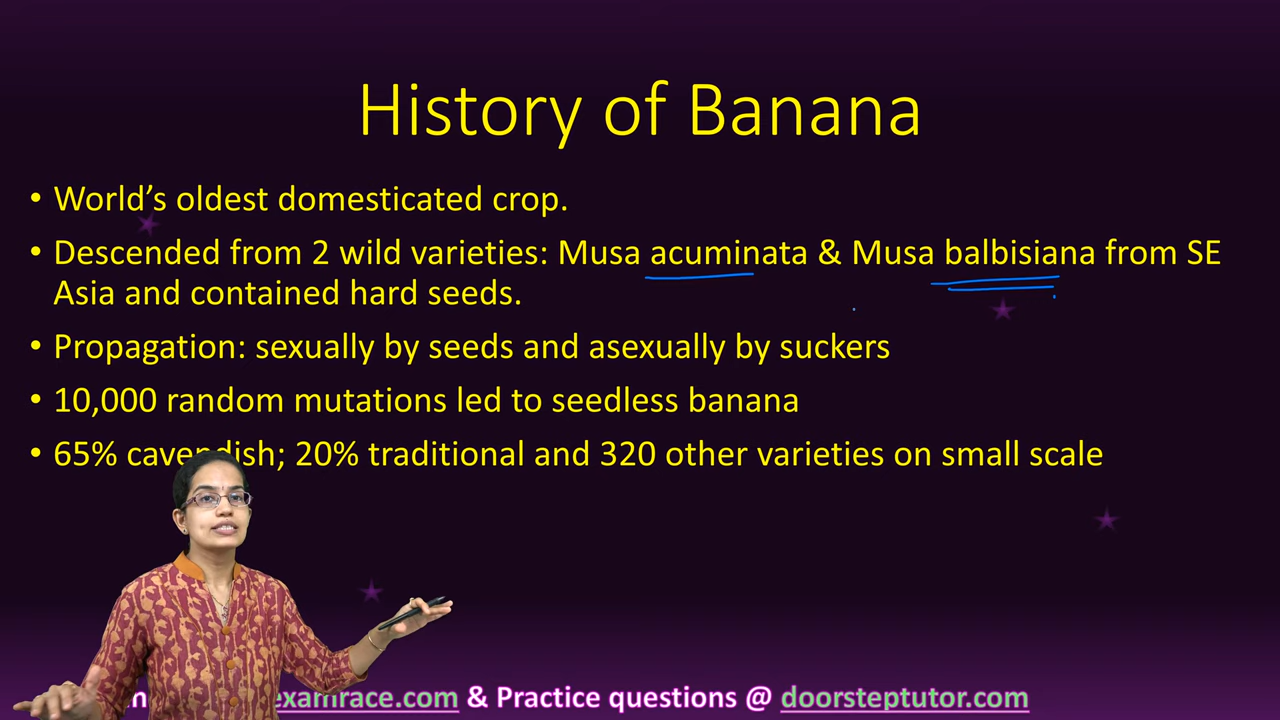 History of Banana
• World's oldest domesticated crop.
• Descended from 2 wild varieties: Musa acuminata & Musa balbisiana from SE
Asia and contained hard seeds.
• Propagation: sexually by seeds and asexually by suckers
• 10,000 random mutations led to seedless banana
• 65% cavendish; 20% traditional and 320 other varieties on small scale
examrace.com & Practice questions @ doorsteptutor.com